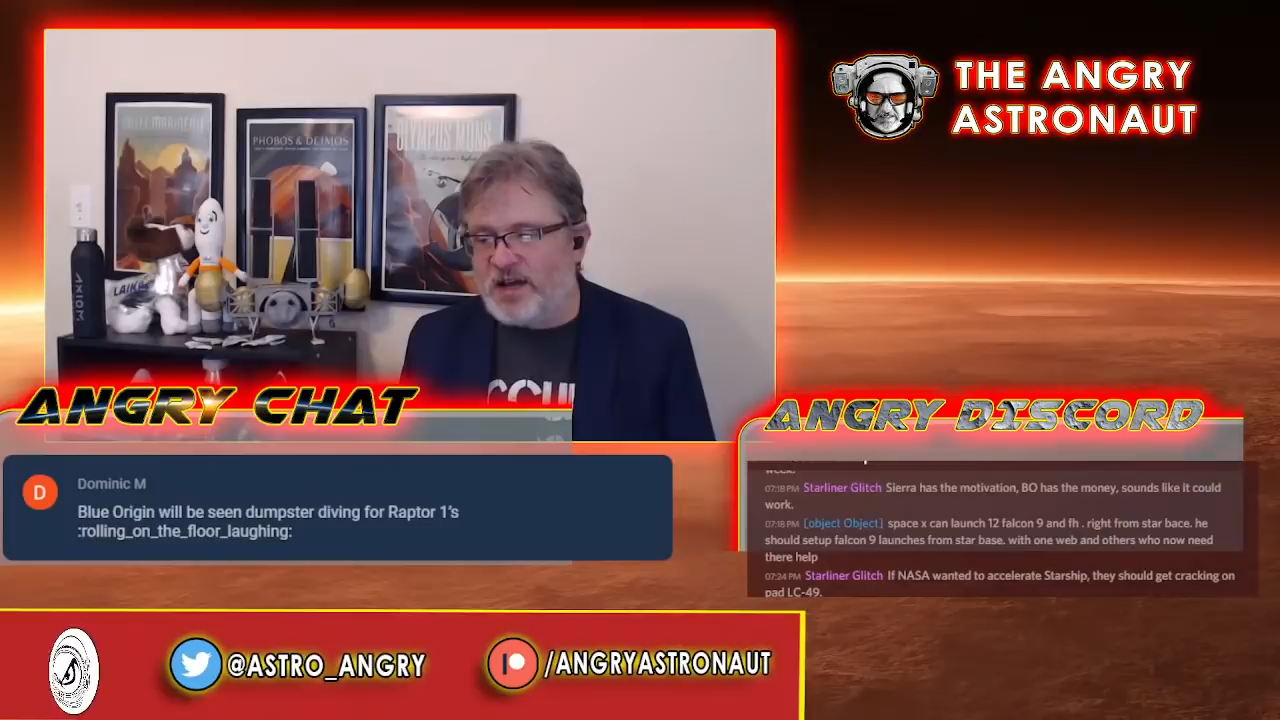 THE ANGRY
ASTRONAUT
PHOBOS & DEIMOS
OLYMPUS MONS
AXIOM
LAIKA
ANGRY CHAT
ANGRY DISCORD
D
Dominic M
Blue Origin will be seen dumpster diving for Raptor 1's
:rolling_on_the_floor_laughing:
week.
07:18 PM Starliner Glitch Sierra has the motivation, BO has the money, sounds like it could
work.
07:18 PM [object Object] space x can launch 12 falcon 9 and fh . right from star bace. he
should setup falcon 9 launches from star base. with one web and others who now need
there help
07:24 PM Starliner Glitch If NASA wanted to accelerate Starship, they should get cracking on
pad LC-49.
@ASTRO_ANGRY
/ANGRYASTRONAUT